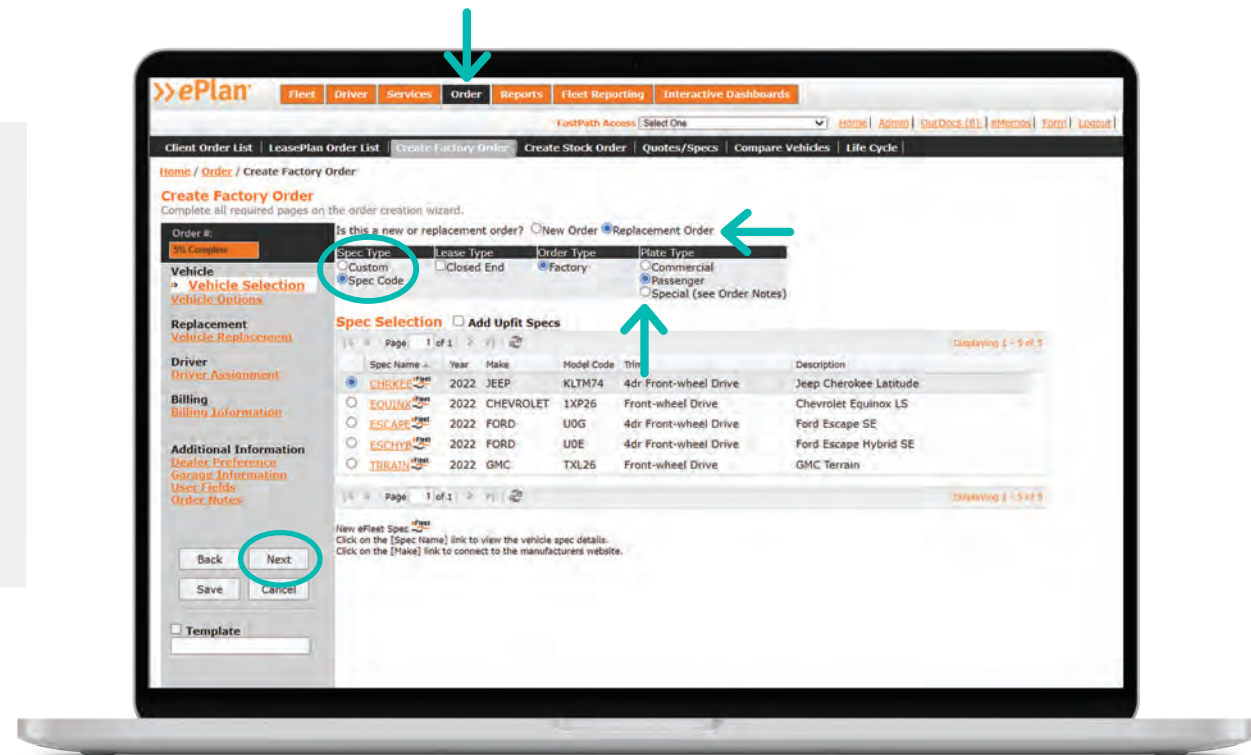 >> ePlan
Fleet Driver Services Order Reports Fleet Reporting Interactive Dashboards
FastPath Access Select One Home | Admin | OurDocs (8) | eMemos | Form | Logout |
Client Order List | LeasePlan Order List | Create Factory Order | Create Stock Order | Quotes/Specs | Compare Vehicles | Life Cycle |
Home / Order / Create Factory Order
Create Factory Order
Complete all required pages on the order creation wizard.
Order #:
5% Complete
Vehicle
» Vehicle Selection
Vehicle Options
Replacement
Vehicle Replacement
Driver
Driver Assignment
Billing
Billing Information
Additional Information
Dealer Preference
Garage Information
User Fields
Order Notes
Back Next
Save Cancel
Template
Is this a new or replacement order? New Order Replacement Order
Spec Type Lease Type Order Type Plate Type
Custom Closed End Factory Commercial
Spec Code Passenger
Special (see Order Notes)
Spec Selection Add Upfit Specs
Page 1 of 1 Displaying 1 - 5 of 5
Spec Name Year Make Model Code Trim Description
CHRKEE eFleet 2022 JEEP KLTM74 4dr Front-wheel Drive Jeep Cherokee Latitude
EQUINX eFleet 2022 CHEVROLET 1XP26 Front-wheel Drive Chevrolet Equinox LS
ESCAPE eFleet 2022 FORD U0G 4dr Front-wheel Drive Ford Escape SE
ESCHYB eFleet 2022 FORD U0E 4dr Front-wheel Drive Ford Escape Hybrid SE
TRRAIN eFleet 2022 GMC TXL26 Front-wheel Drive GMC Terrain
Page 1 of 1 Displaying 1 - 5 of 5
New eFleet Spec eFleet
Click on the [Spec Name] link to view the vehicle spec details.
Click on the [Make] link to connect to the manufacturers website.